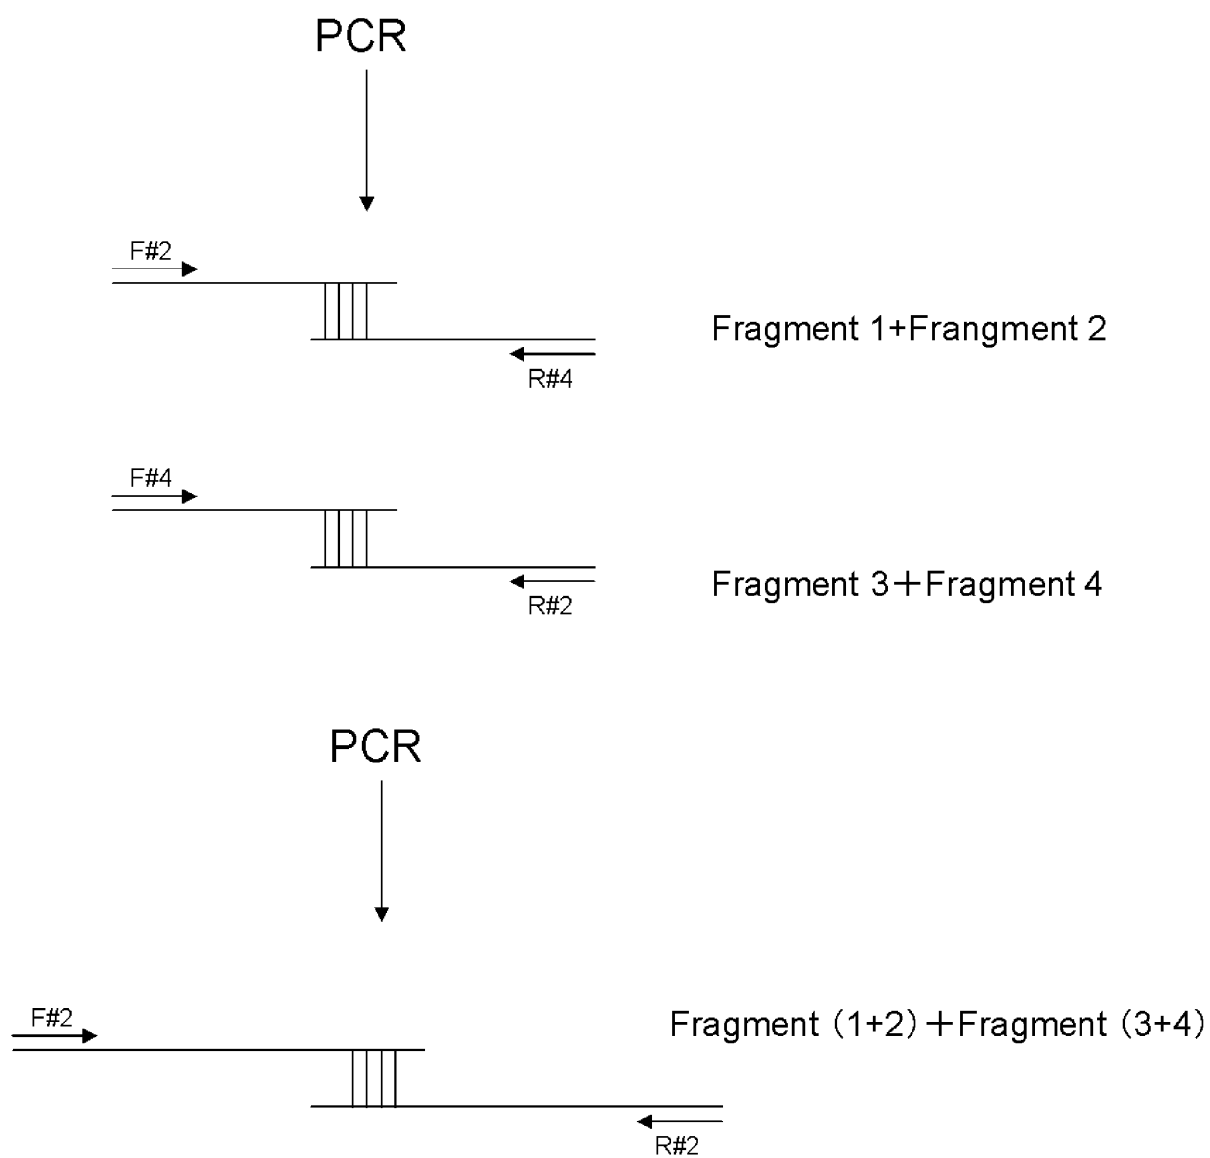 PCR
F#2
Fragment 1+Frangment 2
R#4
F#4
Fragment 3+Fragment 4
R#2
PCR
F#2
Fragment (1+2)+Fragment (3+4)
R#2